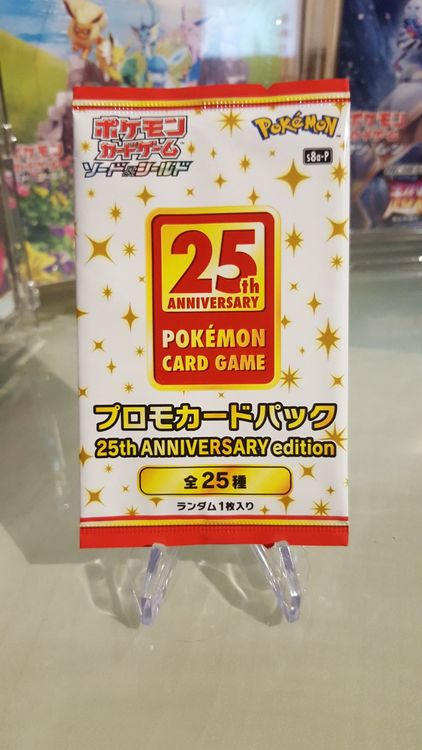 ポケモン
カードゲーム
ソード&シールド
POKÉMON
s8a-P
25th
ANNIVERSARY
POKÉMON
CARD GAME
プロモカードパック
25th ANNIVERSARY edition
全25種
ランダム1枚入り